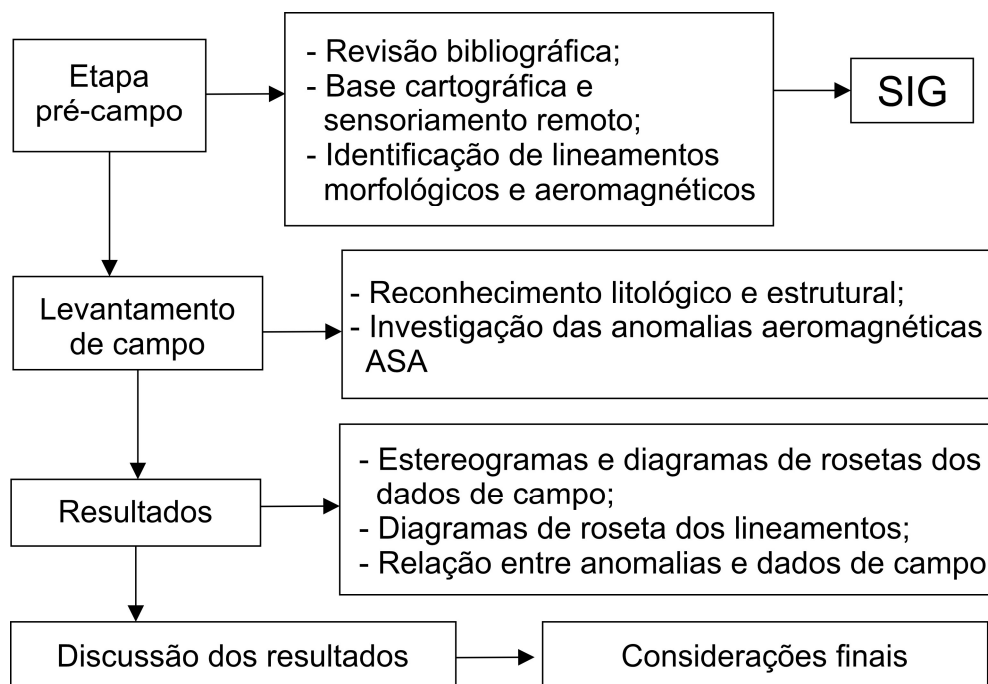 Etapa
pré-campo
- Revisão bibliográfica;
- Base cartográfica e
sensoriamento remoto;
- Identificação de lineamentos
morfológicos e aeromagnéticos
SIG
Levantamento
de campo
- Reconhecimento litológico e estrutural;
- Investigação das anomalias aeromagnéticas
ASA
Resultados
- Estereogramas e diagramas de rosetas dos
dados de campo;
- Diagramas de roseta dos lineamentos;
- Relação entre anomalias e dados de campo
Discussão dos resultados
Considerações finais